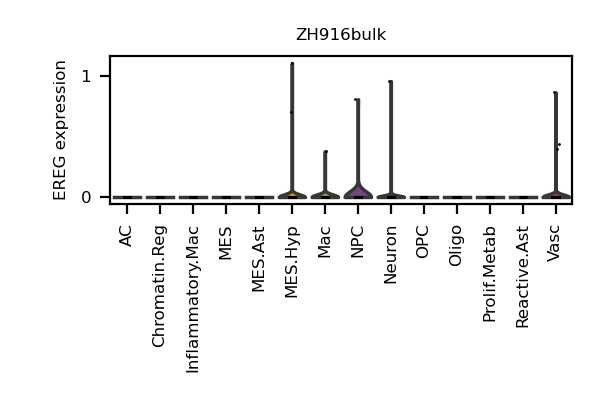 ZH916bulk
EREG expression
1
0
AC
Chromatin.Reg
Inflammatory.Mac
MES
MES.Ast
MES.Hyp
Mac
NPC
Neuron
OPC
Oligo
Prolif.Metab
Reactive.Ast
Vasc